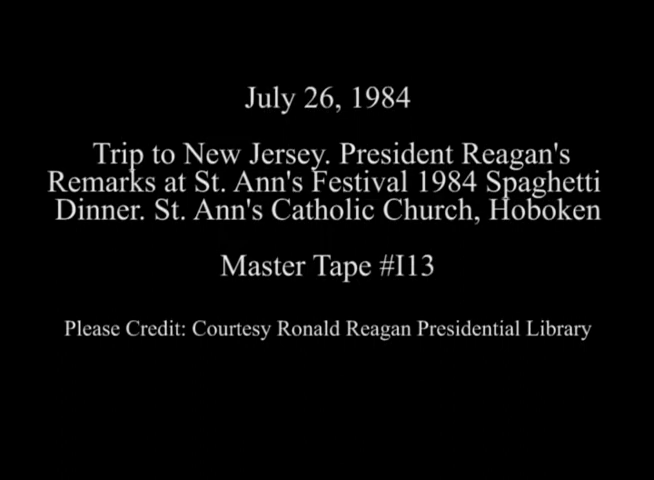 July 26, 1984
Trip to New Jersey. President Reagan's
Remarks at St. Ann's Festival 1984 Spaghetti
Dinner. St. Ann's Catholic Church, Hoboken
Master Tape #I13
Please Credit: Courtesy Ronald Reagan Presidential Library